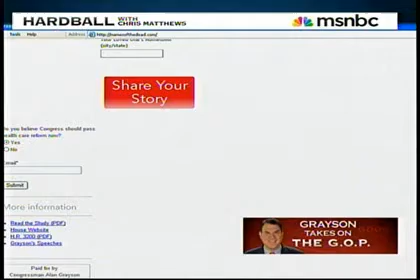 HARDBALL WITH CHRIS MATTHEWS
msnbc
Tools Help Address http://namesofthedead.com/
(city/state)
Share Your
Story
Do you believe Congress should pass
health care reform now?
Yes
No
mail*
Submit
More information
Read the Study (PDF)
House Website
H.R. 3200 (PDF)
Grayson's Speeches
GRAYSON
TAKES ON
THE G.O.P.
Paid for by
Congressman Alan Grayson